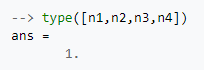 --> type([n1,n2,n3,n4])
ans =
1.